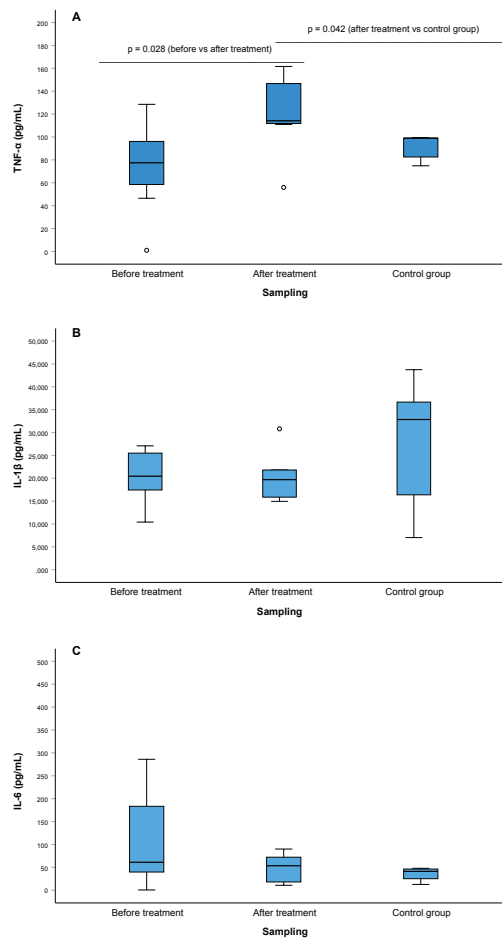 A
p = 0.042 (after treatment vs control group)
p = 0.028 (before vs after treatment)
TNF-α (pg/mL)
200
180
160
140
120
100
80
60
40
20
0
Before treatment After treatment Control group
Sampling
B
IL-1β (pg/mL)
50,000
45,000
40,000
35,000
30,000
25,000
20,000
15,000
10,000
5,000
,000
Before treatment After treatment Control group
Sampling
C
IL-6 (pg/mL)
500
450
400
350
300
250
200
150
100
50
0
Before treatment After treatment Control group
Sampling